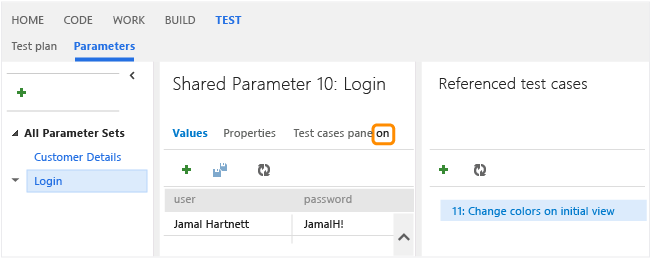 HOME CODE WORK BUILD TEST
Test plan Parameters
Shared Parameter 10: Login
Referenced test cases
All Parameter Sets
Values Properties Test cases pane on
Customer Details
Login
user password
Jamal Hartnett JamalH!
11: Change colors on initial view